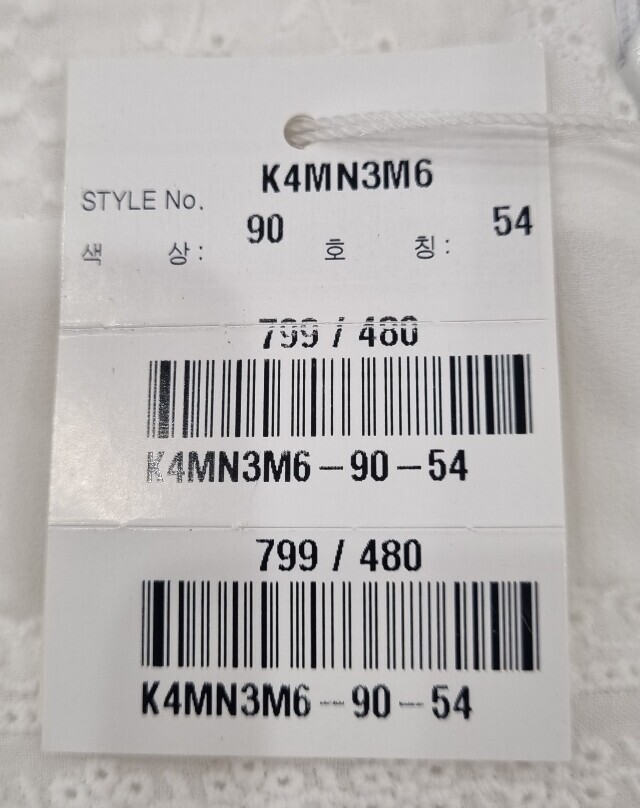 STYLE No. K4MN3M6
색 상 : 90 호 칭 : 54
799 / 480
K4MN3M6-90-54
799 / 480
K4MN3M6-90-54